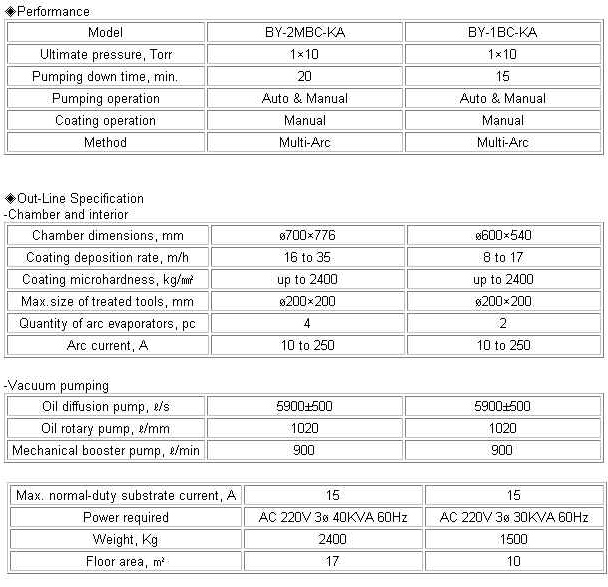 ◈Performance
Model BY-2MBC-KA BY-1BC-KA
Ultimate pressure, Torr 1×10 1×10
Pumping down time, min. 20 15
Pumping operation Auto & Manual Auto & Manual
Coating operation Manual Manual
Method Multi-Arc Multi-Arc
◈Out-Line Specification
-Chamber and interior
Chamber dimensions, mm ø700×776 ø600×540
Coating deposition rate, m/h 16 to 35 8 to 17
Coating microhardness, kg/㎟ up to 2400 up to 2400
Max.size of treated tools, mm ø200×200 ø200×200
Quantity of arc evaporators, pc 4 2
Arc current, A 10 to 250 10 to 250
-Vacuum pumping
Oil diffusion pump, ℓ/s 5900±500 5900±500
Oil rotary pump, ℓ/mm 1020 1020
Mechanical booster pump, ℓ/min 900 900
Max. normal-duty substrate current, A 15 15
Power required AC 220V 3ø 40KVA 60Hz AC 220V 3ø 30KVA 60Hz
Weight, Kg 2400 1500
Floor area, ㎡ 17 10